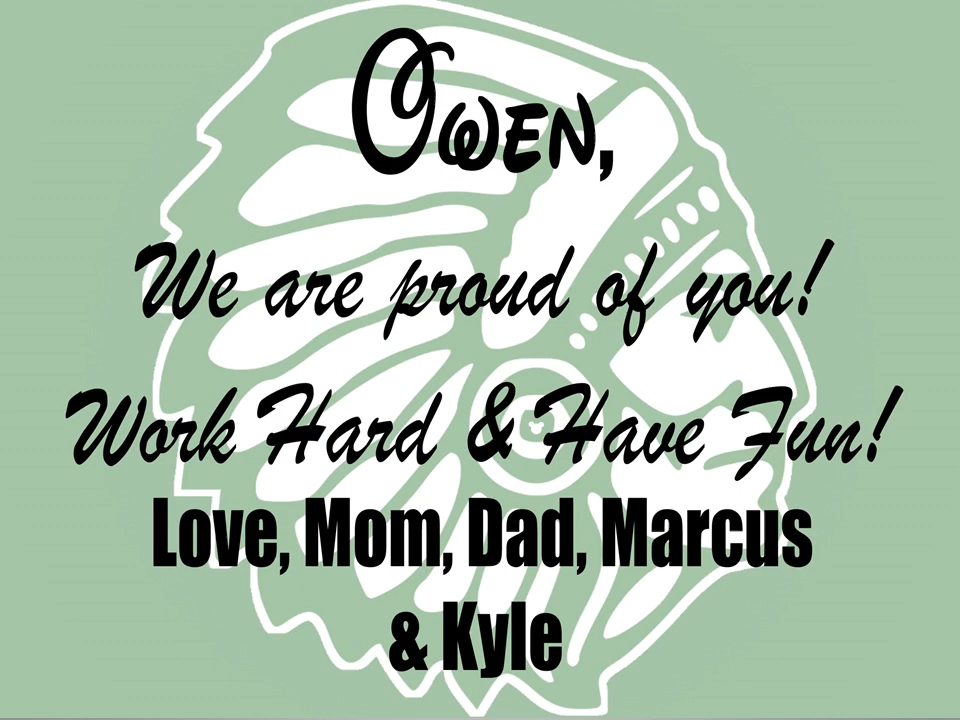 Owen,
We are proud of you!
Work Hard & Have Fun!
Love, Mom, Dad, Marcus
& Kyle